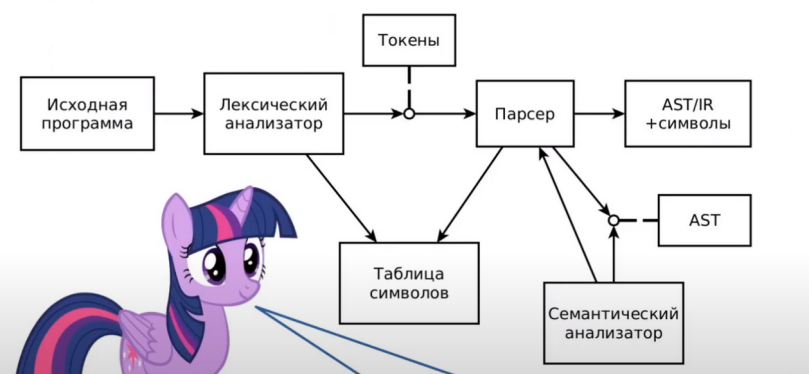 Токены
Исходная
программа
Лексический
анализатор
Парсер
AST/IR
+символы
AST
Таблица
символов
Семантический
анализатор